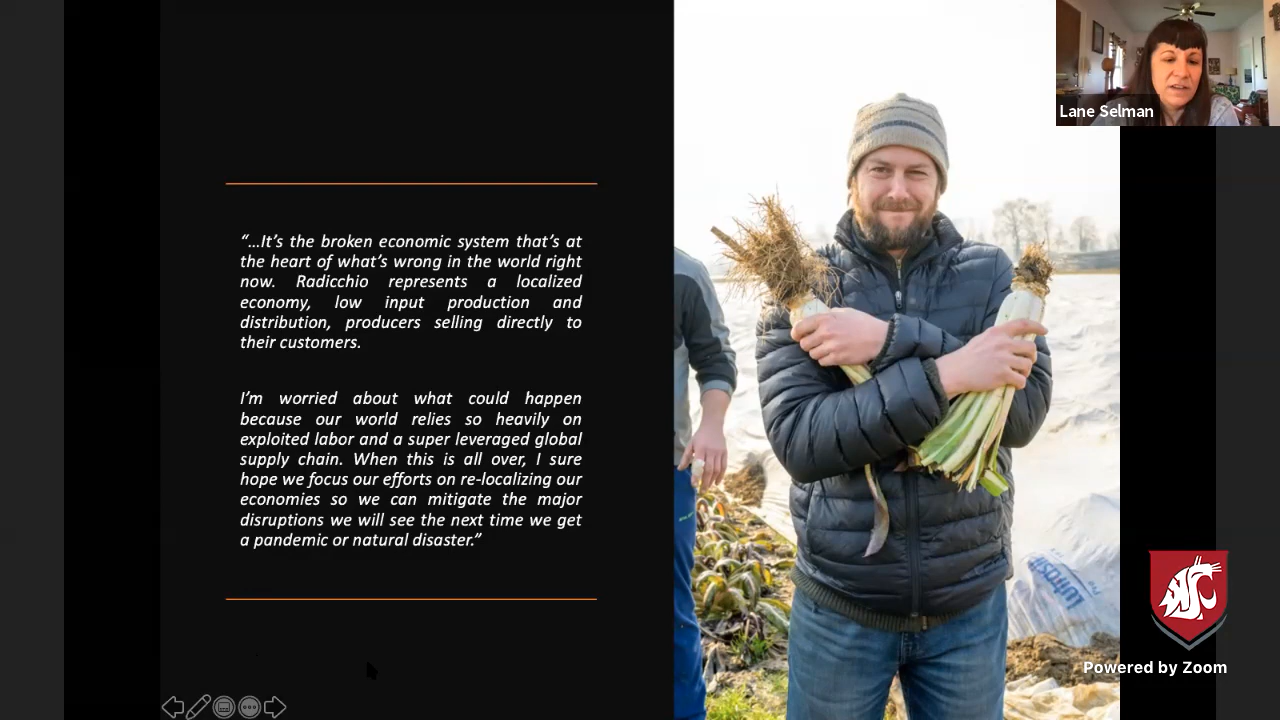 Lane Selman
“...It’s the broken economic system that’s at
the heart of what’s wrong in the world right
now. Radicchio represents a localized
economy, low input production and
distribution, producers selling directly to
their customers.
I’m worried about what could happen
because our world relies so heavily on
exploited labor and a super leveraged global
supply chain. When this is all over, I sure
hope we focus our efforts on re-localizing our
economies so we can mitigate the major
disruptions we will see the next time we get
a pandemic or natural disaster.”
Powered by Zoom